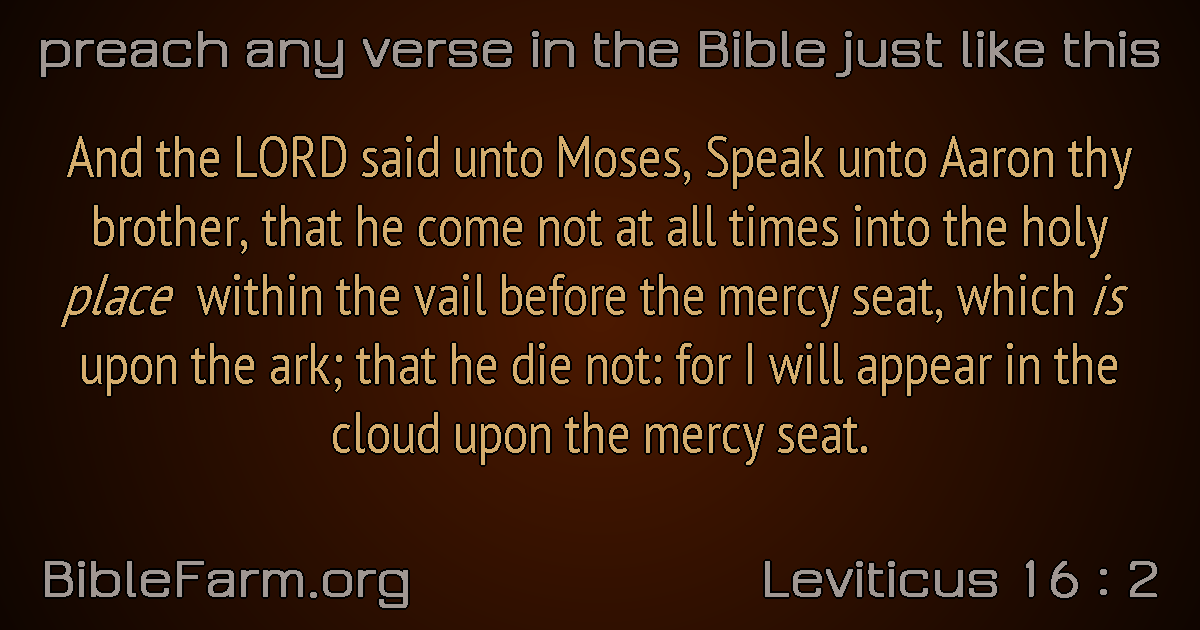 preach any verse in the Bible just like this
And the LORD said unto Moses, Speak unto Aaron thy
brother, that he come not at all times into the holy
place within the vail before the mercy seat, which is
upon the ark; that he die not: for I will appear in the
cloud upon the mercy seat.
BibleFarm.org
Leviticus 16 : 2